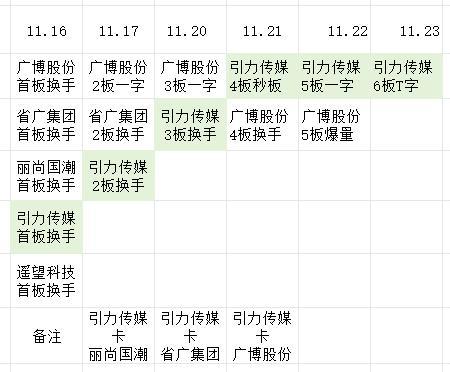 11.16 11.17 11.20 11.21 11.22 11.23
广博股份 广博股份 广博股份 引力传媒 引力传媒 引力传媒
首板换手 2板一字 3板一字 4板秒板 5板一字 6板T字
省广集团 省广集团 引力传媒 广博股份 广博股份
首板换手 2板换手 3板换手 4板换手 5板爆量
丽尚国潮 引力传媒
首板换手 2板换手
引力传媒
首板换手
遥望科技
首板换手
引力传媒 引力传媒 引力传媒
备注 卡 卡 卡
丽尚国潮 省广集团 广博股份